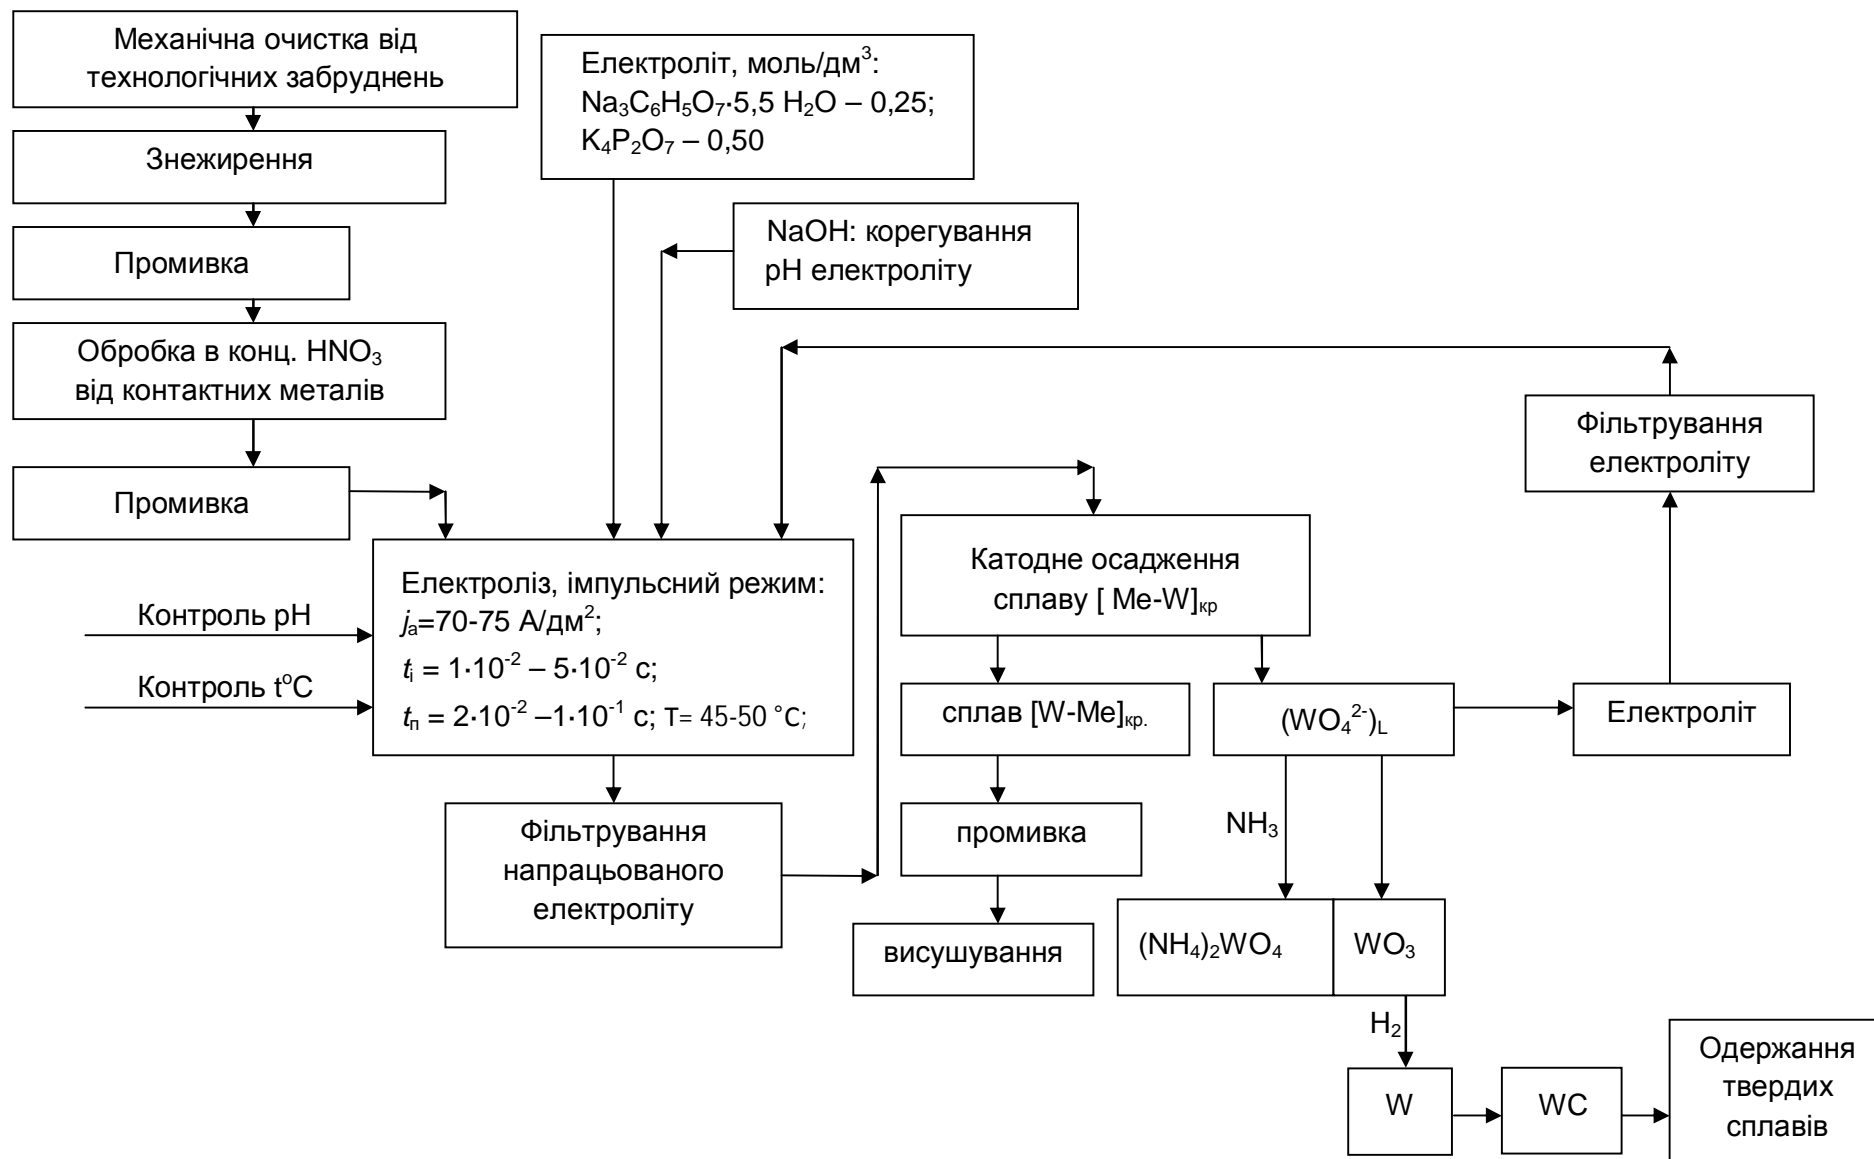 Механічна очистка від
технологічних забруднень
Знежирення
Промивка
Обробка в конц. HNO₃
від контактних металів
Промивка
Електроліт, моль/дм³:
Na₃C₆H₅O₇·5,5 H₂O – 0,25;
K₄P₂O₇ – 0,50
NaOH: корегування
pH електроліту
Контроль pH
Контроль t°C
Електроліз, імпульсний режим:
jₐ=70-75 А/дм²;
tᵢ = 1·10⁻² – 5·10⁻² с;
tп = 2·10⁻² –1·10⁻¹ с; T= 45-50 °C;
Фільтрування
напрацьованого
електроліту
Катодне осадження
сплаву [ Me-W]кр
сплав [W-Me]кр.
промивка
висушування
(WO₄²⁻)L
Електроліт
Фільтрування
електроліту
NH₃
(NH₄)₂WO₄
WO₃
H₂
W
WC
Одержання
твердих
сплавів